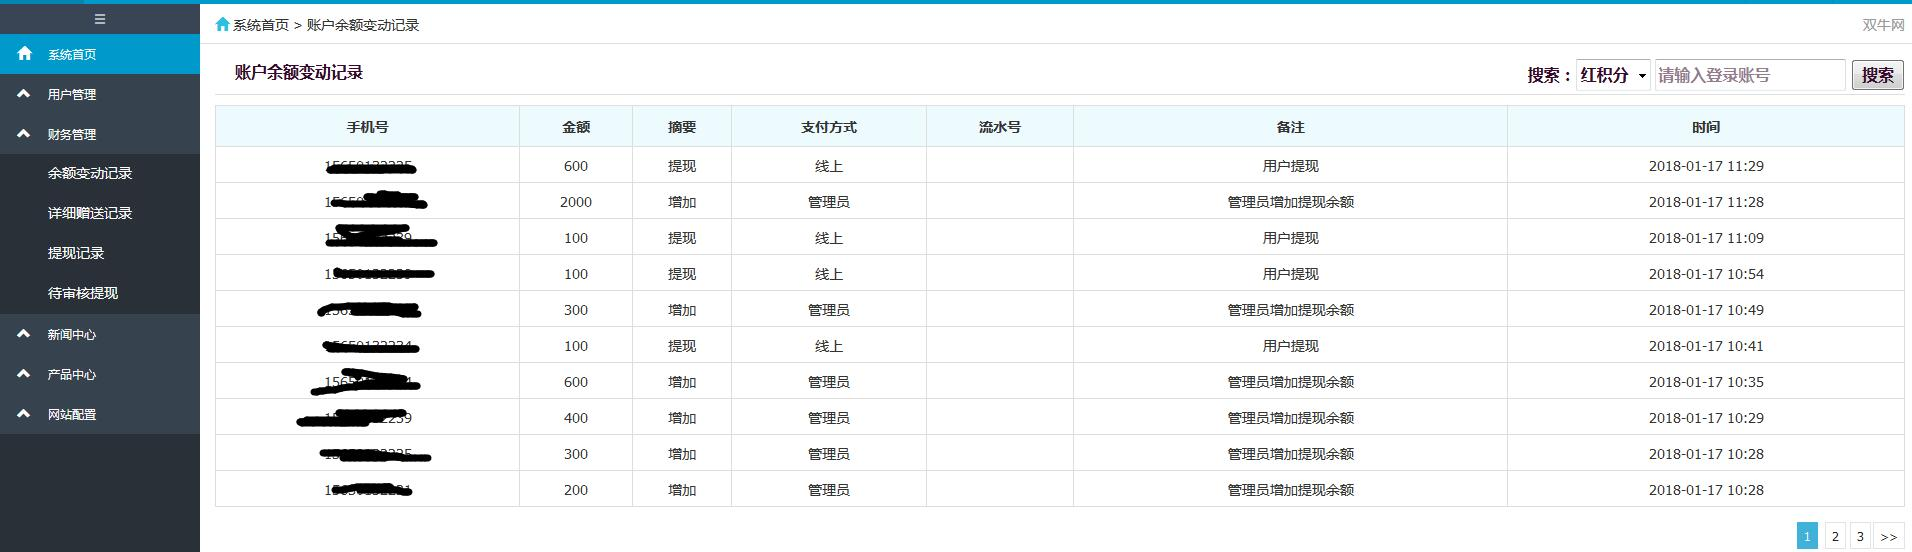 系统首页 > 账户余额变动记录
双牛网
系统首页
用户管理
财务管理
余额变动记录
详细赠送记录
提现记录
待审核提现
新闻中心
产品中心
网站配置
账户余额变动记录
搜索： 红积分 请输入登录账号 搜索
手机号 金额 摘要 支付方式 流水号 备注 时间
600 提现 线上 用户提现 2018-01-17 11:29
2000 增加 管理员 管理员增加提现余额 2018-01-17 11:28
100 提现 线上 用户提现 2018-01-17 11:09
100 提现 线上 用户提现 2018-01-17 10:54
300 增加 管理员 管理员增加提现余额 2018-01-17 10:49
100 提现 线上 用户提现 2018-01-17 10:41
600 增加 管理员 管理员增加提现余额 2018-01-17 10:35
400 增加 管理员 管理员增加提现余额 2018-01-17 10:29
300 增加 管理员 管理员增加提现余额 2018-01-17 10:28
200 增加 管理员 管理员增加提现余额 2018-01-17 10:28
1 2 3 >>